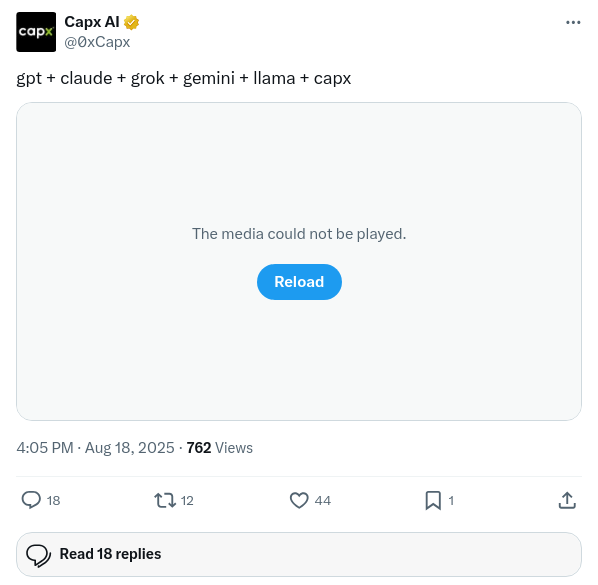 capx
Capx AI
@0xCapx
gpt + claude + grok + gemini + llama + capx
The media could not be played.
Reload
4:05 PM · Aug 18, 2025 · 762 Views
18 12 44 1
Read 18 replies